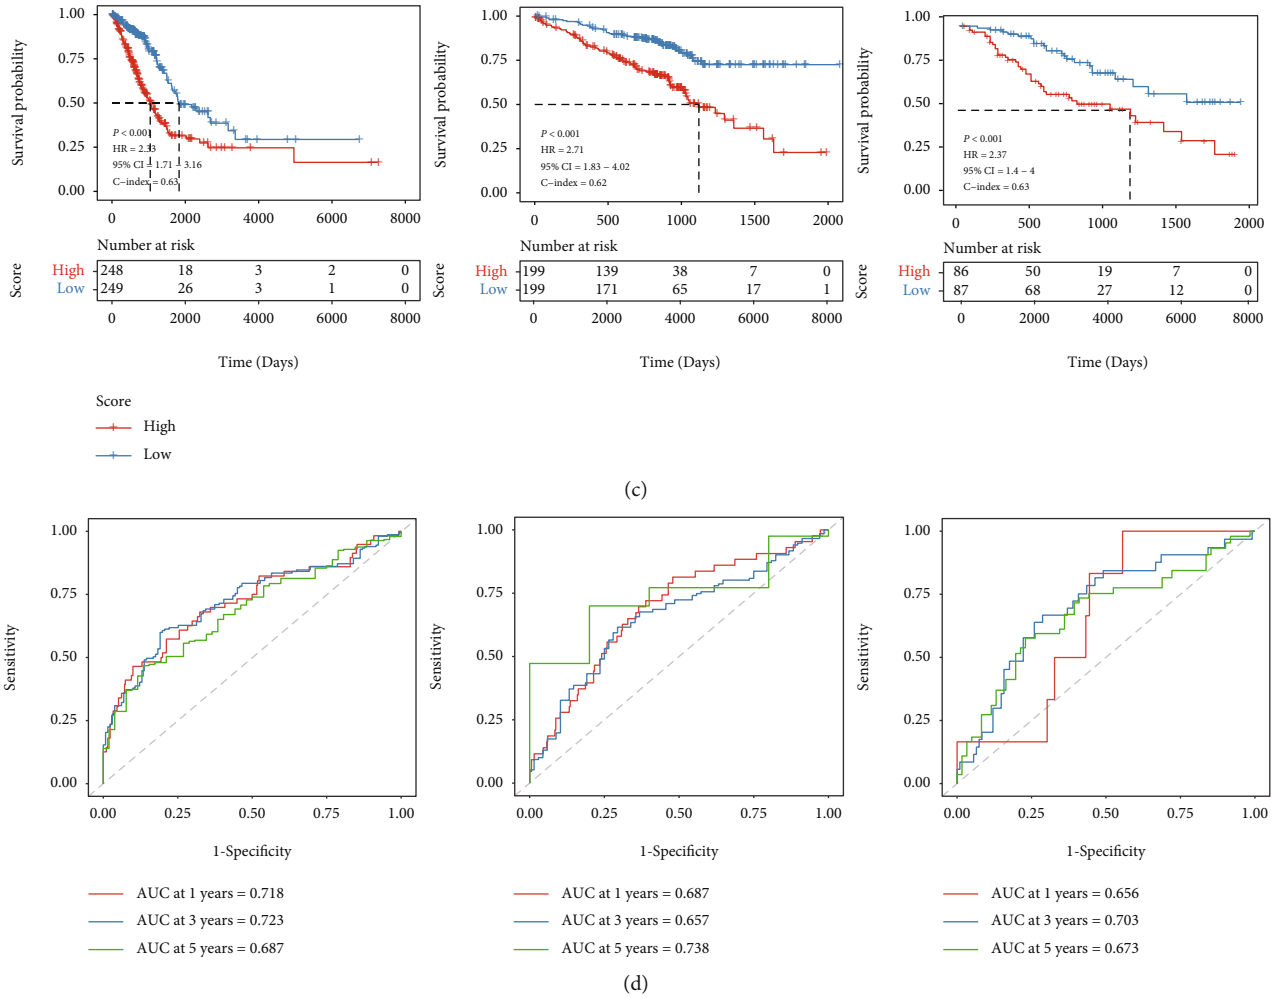 1.00
0.75
0.50
0.25
0.00
Survival probability
P < 0.001
HR = 2.33
95% CI = 1.71 − 3.16
C−index = 0.63
0 2000 4000 6000 8000
Number at risk
Score
High 248 18 3 2 0
Low 249 26 3 1 0
0 2000 4000 6000 8000
Time (Days)
1.00
0.75
0.50
0.25
0.00
Survival probability
P < 0.001
HR = 2.71
95% CI = 1.83 − 4.02
C−index = 0.62
0 500 1000 1500 2000
Number at risk
Score
High 199 139 38 7 0
Low 199 171 65 17 1
0 2000 4000 6000 8000
Time (Days)
1.00
0.75
0.50
0.25
0.00
Survival probability
P < 0.001
HR = 2.37
95% CI = 1.4 − 4
C−index = 0.63
0 500 1000 1500 2000
Number at risk
Score
High 86 50 19 7 0
Low 87 68 27 12 0
0 2000 4000 6000 8000
Time (Days)
Score
High
Low
(c)
1.00
0.75
0.50
0.25
0.00
Sensitivity
0.00 0.25 0.50 0.75 1.00
1-Specificity
AUC at 1 years = 0.718
AUC at 3 years = 0.723
AUC at 5 years = 0.687
1.00
0.75
0.50
0.25
0.00
Sensitivity
0.00 0.25 0.50 0.75 1.00
1-Specificity
AUC at 1 years = 0.687
AUC at 3 years = 0.657
AUC at 5 years = 0.738
1.00
0.75
0.50
0.25
0.00
Sensitivity
0.00 0.25 0.50 0.75 1.00
1-Specificity
AUC at 1 years = 0.656
AUC at 3 years = 0.703
AUC at 5 years = 0.673
(d)